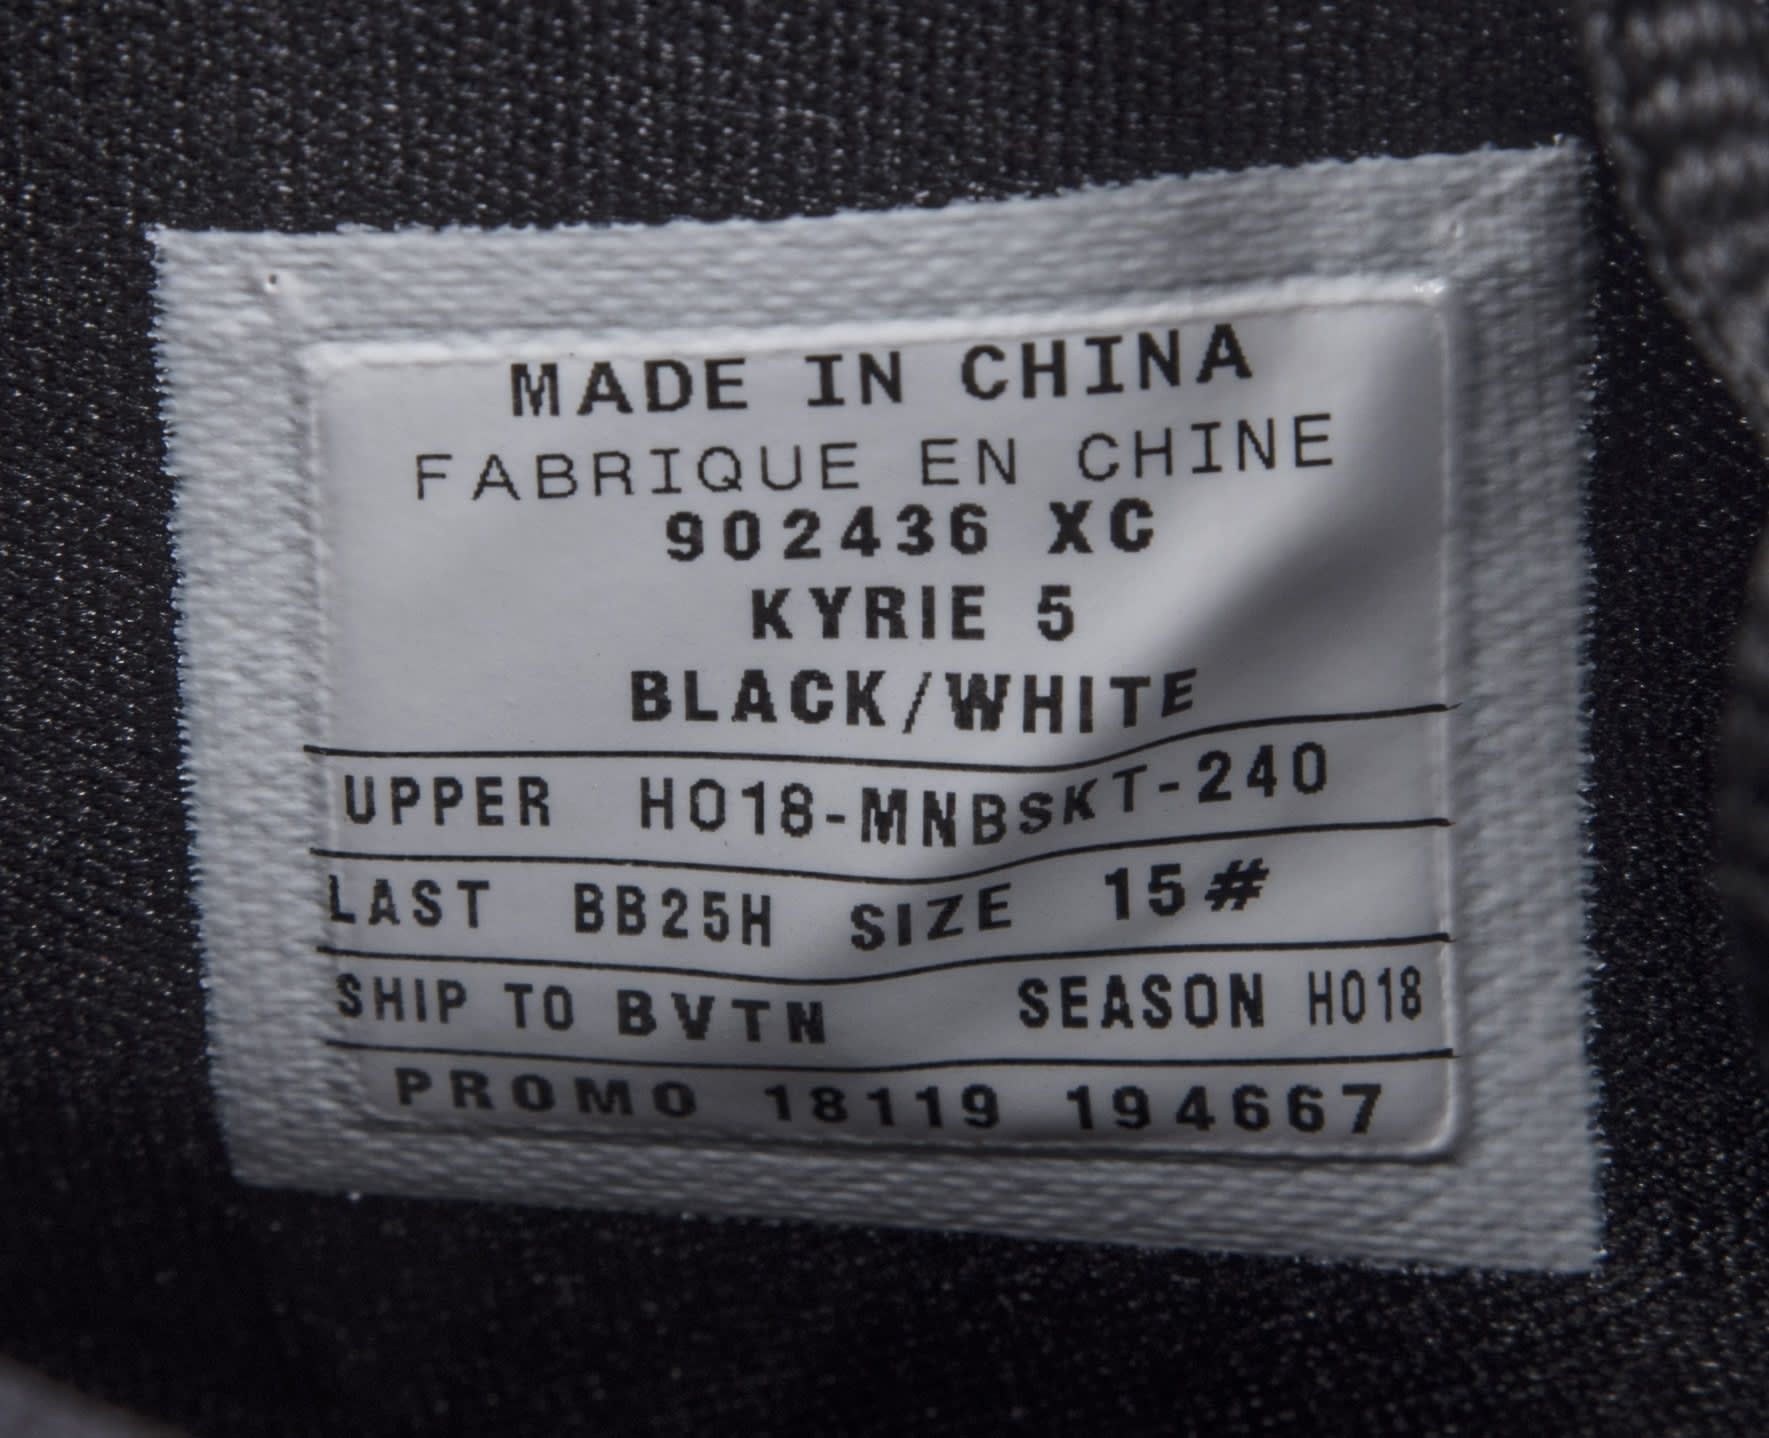 MADE IN CHINA
FABRIQUE EN CHINE
902436 XC
KYRIE 5
BLACK/WHITE
UPPER HO18-MNBSKT-240
LAST BB25H SIZE 15#
SHIP TO BVTN SEASON HO18
PROMO 18119 194667